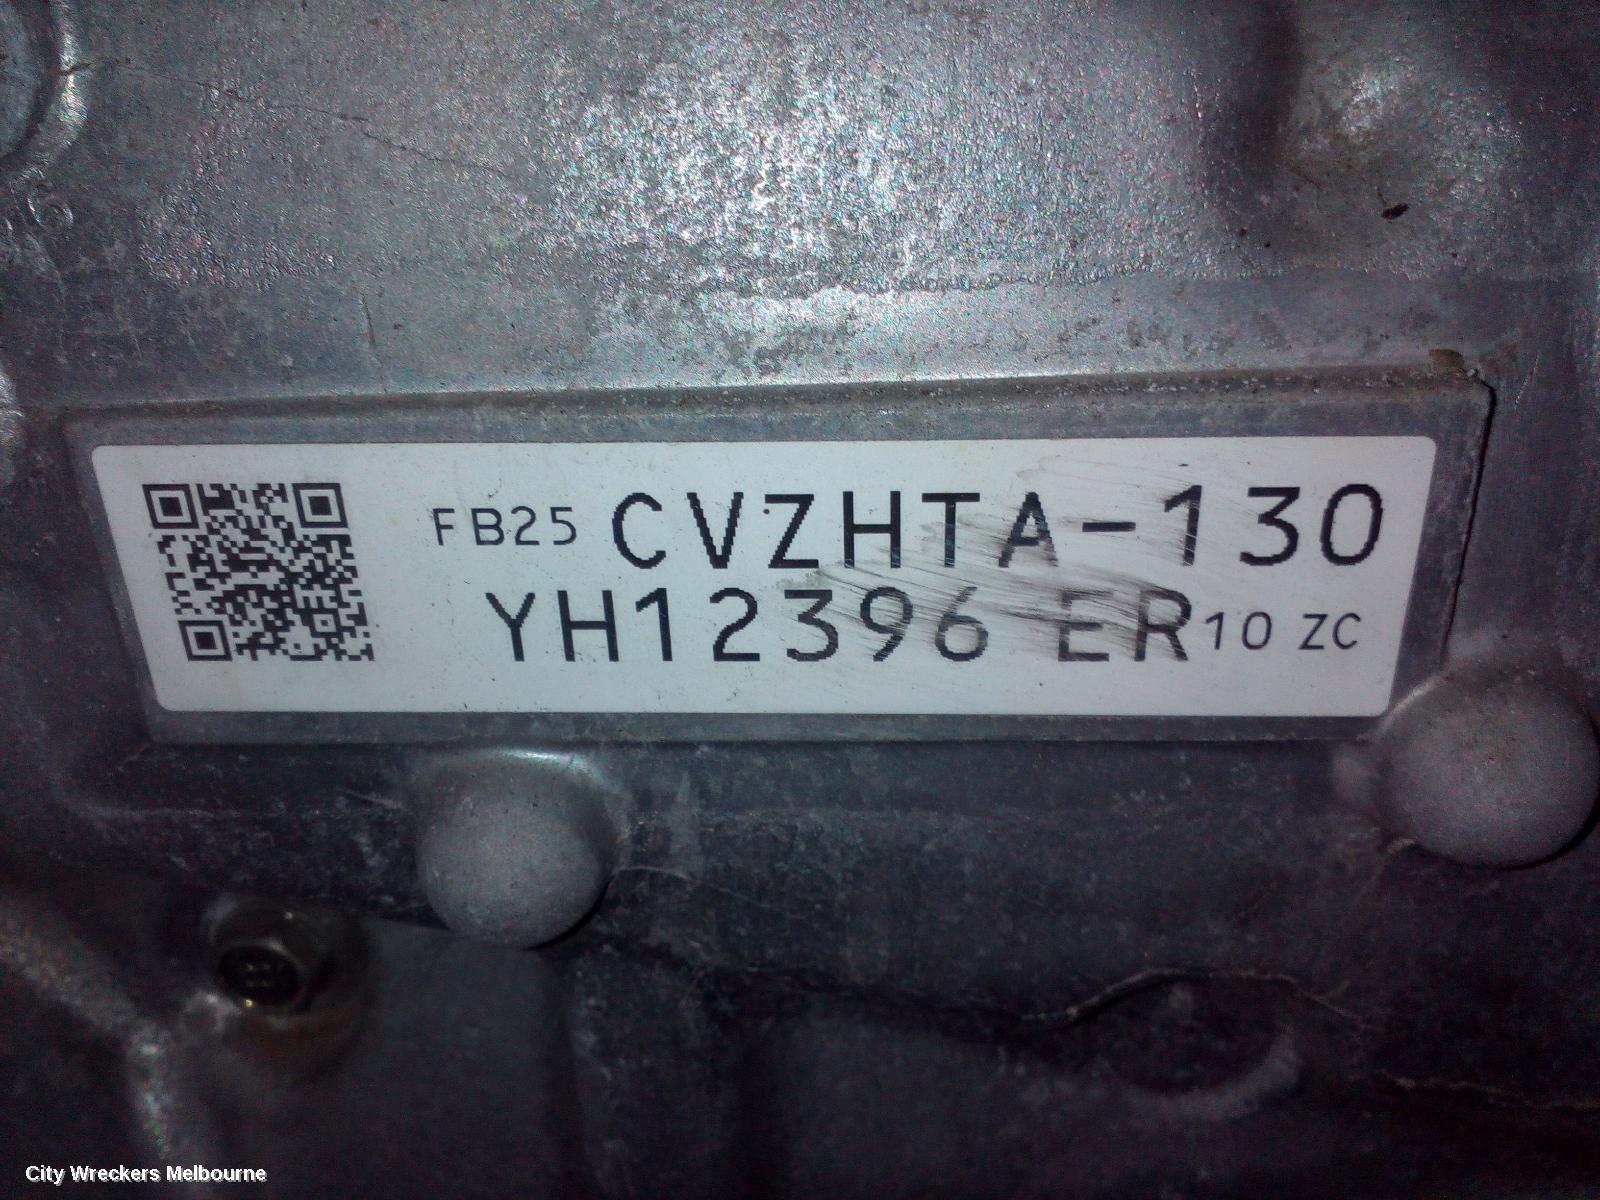 FB25 CVZHTA-130
YH12396 ER10 ZC
City Wreckers Melbourne